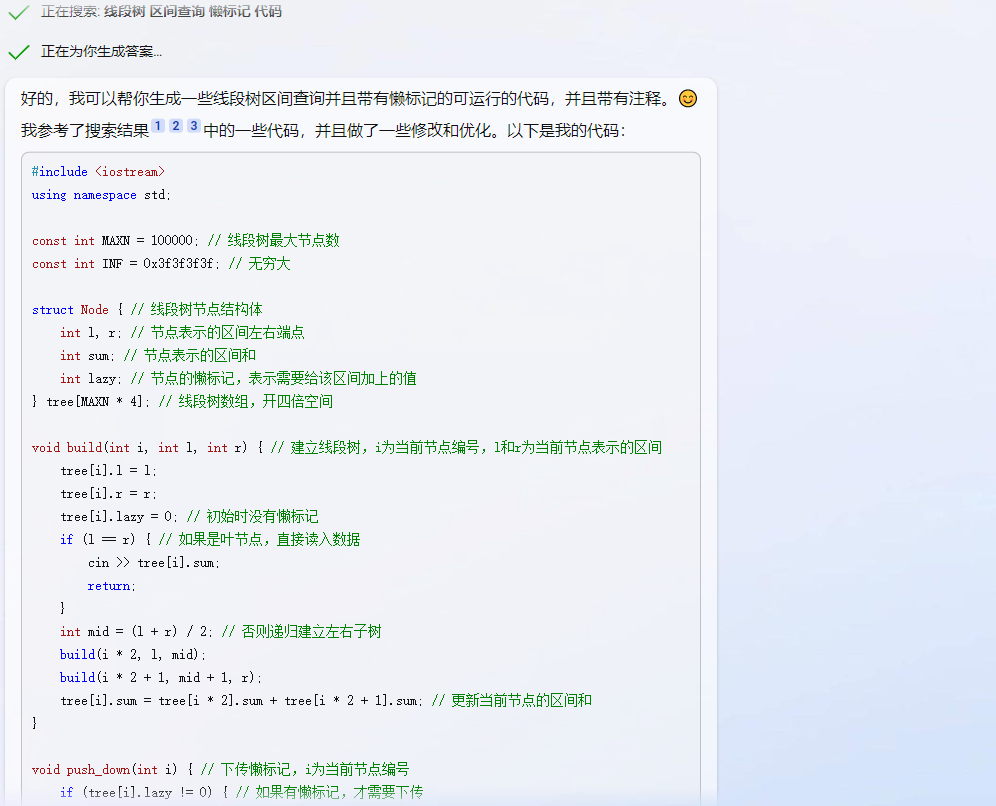 正在搜索: 线段树 区间查询 懒标记 代码
正在为你生成答案...
好的，我可以帮你生成一些线段树区间查询并且带有懒标记的可运行的代码，并且带有注释。😊
我参考了搜索结果 1 2 3 中的一些代码，并且做了一些修改和优化。以下是我的代码：
#include <iostream>
using namespace std;
const int MAXN = 100000; // 线段树最大节点数
const int INF = 0x3f3f3f3f; // 无穷大
struct Node { // 线段树节点结构体
    int l, r; // 节点表示的区间左右端点
    int sum; // 节点表示的区间和
    int lazy; // 节点的懒标记，表示需要给该区间加上的值
} tree[MAXN * 4]; // 线段树数组，开四倍空间
void build(int i, int l, int r) { // 建立线段树，i为当前节点编号，l和r为当前节点表示的区间
    tree[i].l = l;
    tree[i].r = r;
    tree[i].lazy = 0; // 初始时没有懒标记
    if (l == r) { // 如果是叶节点，直接读入数据
        cin >> tree[i].sum;
        return;
    }
    int mid = (l + r) / 2; // 否则递归建立左右子树
    build(i * 2, l, mid);
    build(i * 2 + 1, mid + 1, r);
    tree[i].sum = tree[i * 2].sum + tree[i * 2 + 1].sum; // 更新当前节点的区间和
}
void push_down(int i) { // 下传懒标记，i为当前节点编号
    if (tree[i].lazy != 0) { // 如果有懒标记，才需要下传